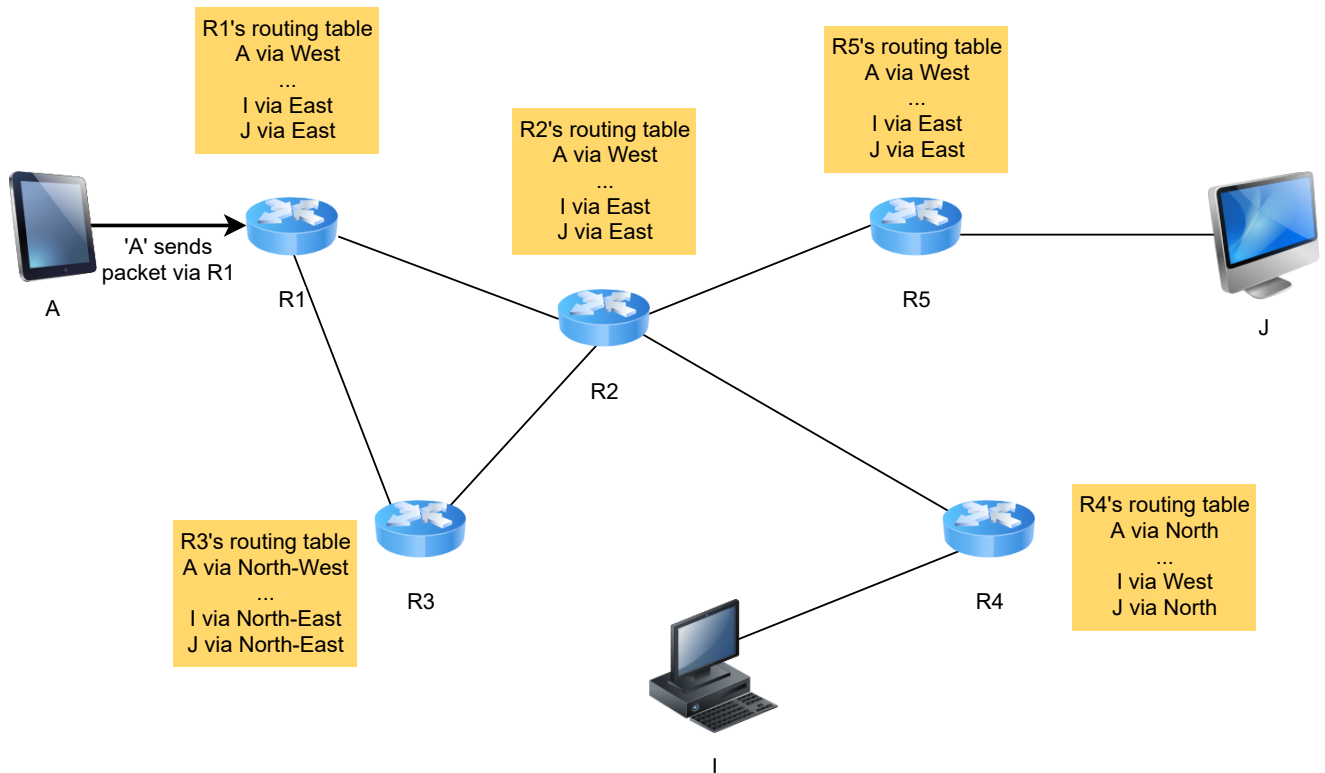 R1's routing table
A via West
...
I via East
J via East
R5's routing table
A via West
...
I via East
J via East
R2's routing table
A via West
...
I via East
J via East
'A' sends
packet via R1
A
R1
R5
J
R2
R3's routing table
A via North-West
...
I via North-East
J via North-East
R3
R4
R4's routing table
A via North
...
I via West
J via North
I